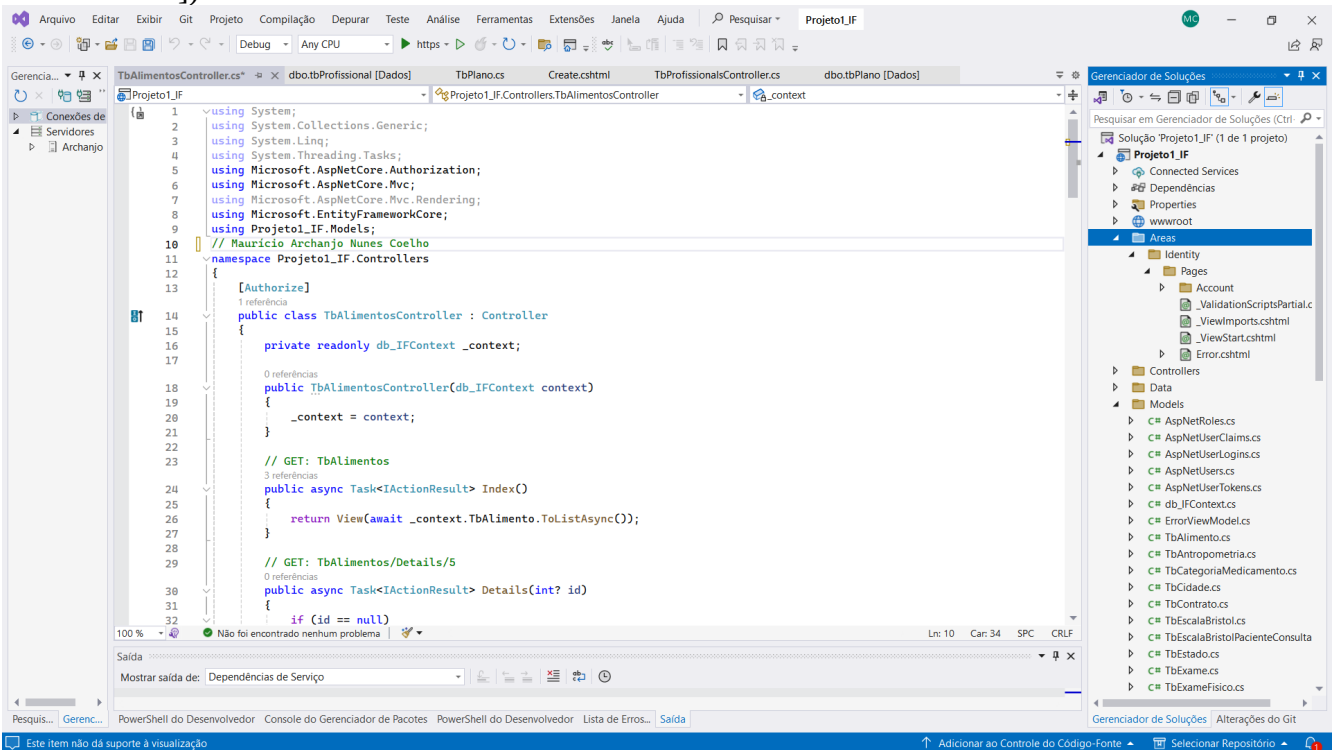 Arquivo Editar Exibir Git Projeto Compilação Depurar Teste Análise Ferramentas Extensões Janela Ajuda Pesquisar Projeto1_IF MC
Debug Any CPU https
Gerencia... TbAlimentosController.cs* dbo.tbProfissional [Dados] TbPlano.cs Create.cshtml TbProfissionalsController.cs dbo.tbPlano [Dados] Gerenciador de Soluções
Projeto1_IF Projeto1_IF.Controllers.TbAlimentosController _context
Conexões de
Servidores
Archanjo
1 using System;
2 using System.Collections.Generic;
3 using System.Linq;
4 using System.Threading.Tasks;
5 using Microsoft.AspNetCore.Authorization;
6 using Microsoft.AspNetCore.Mvc;
7 using Microsoft.AspNetCore.Mvc.Rendering;
8 using Microsoft.EntityFrameworkCore;
9 using Projeto1_IF.Models;
10 // Maurício Archanjo Nunes Coelho
11 namespace Projeto1_IF.Controllers
12 {
13 [Authorize]
1 referência
14 public class TbAlimentosController : Controller
15 {
16 private readonly db_IFContext _context;
17
0 referências
18 public TbAlimentosController(db_IFContext context)
19 {
20 _context = context;
21 }
22
23 // GET: TbAlimentos
3 referências
24 public async Task<IActionResult> Index()
25 {
26 return View(await _context.TbAlimento.ToListAsync());
27 }
28
29 // GET: TbAlimentos/Details/5
0 referências
30 public async Task<IActionResult> Details(int? id)
31 {
32 if (id == null)
100 % Não foi encontrado nenhum problema Ln: 10 Car: 34 SPC CRLF
Saída
Mostrar saída de: Dependências de Serviço
Pesquisar em Gerenciador de Soluções (Ctrl
Solução 'Projeto1_IF' (1 de 1 projeto)
Projeto1_IF
Connected Services
Dependências
Properties
wwwroot
Areas
Identity
Pages
Account
_ValidationScriptsPartial.c
_ViewImports.cshtml
_ViewStart.cshtml
Error.cshtml
Controllers
Data
Models
C# AspNetRoles.cs
C# AspNetUserClaims.cs
C# AspNetUserLogins.cs
C# AspNetUsers.cs
C# AspNetUserTokens.cs
C# db_IFContext.cs
C# ErrorViewModel.cs
C# TbAlimento.cs
C# TbAntropometria.cs
C# TbCategoriaMedicamento.cs
C# TbCidade.cs
C# TbContrato.cs
C# TbEscalaBristol.cs
C# TbEscalaBristolPacienteConsulta
C# TbEstado.cs
C# TbExame.cs
C# TbExameFisico.cs
Pesquis... Gerenc... PowerShell do Desenvolvedor Console do Gerenciador de Pacotes PowerShell do Desenvolvedor Lista de Erros... Saída Gerenciador de Soluções Alterações do Git
Este item não dá suporte à visualização Adicionar ao Controle do Código-Fonte Selecionar Repositório 1